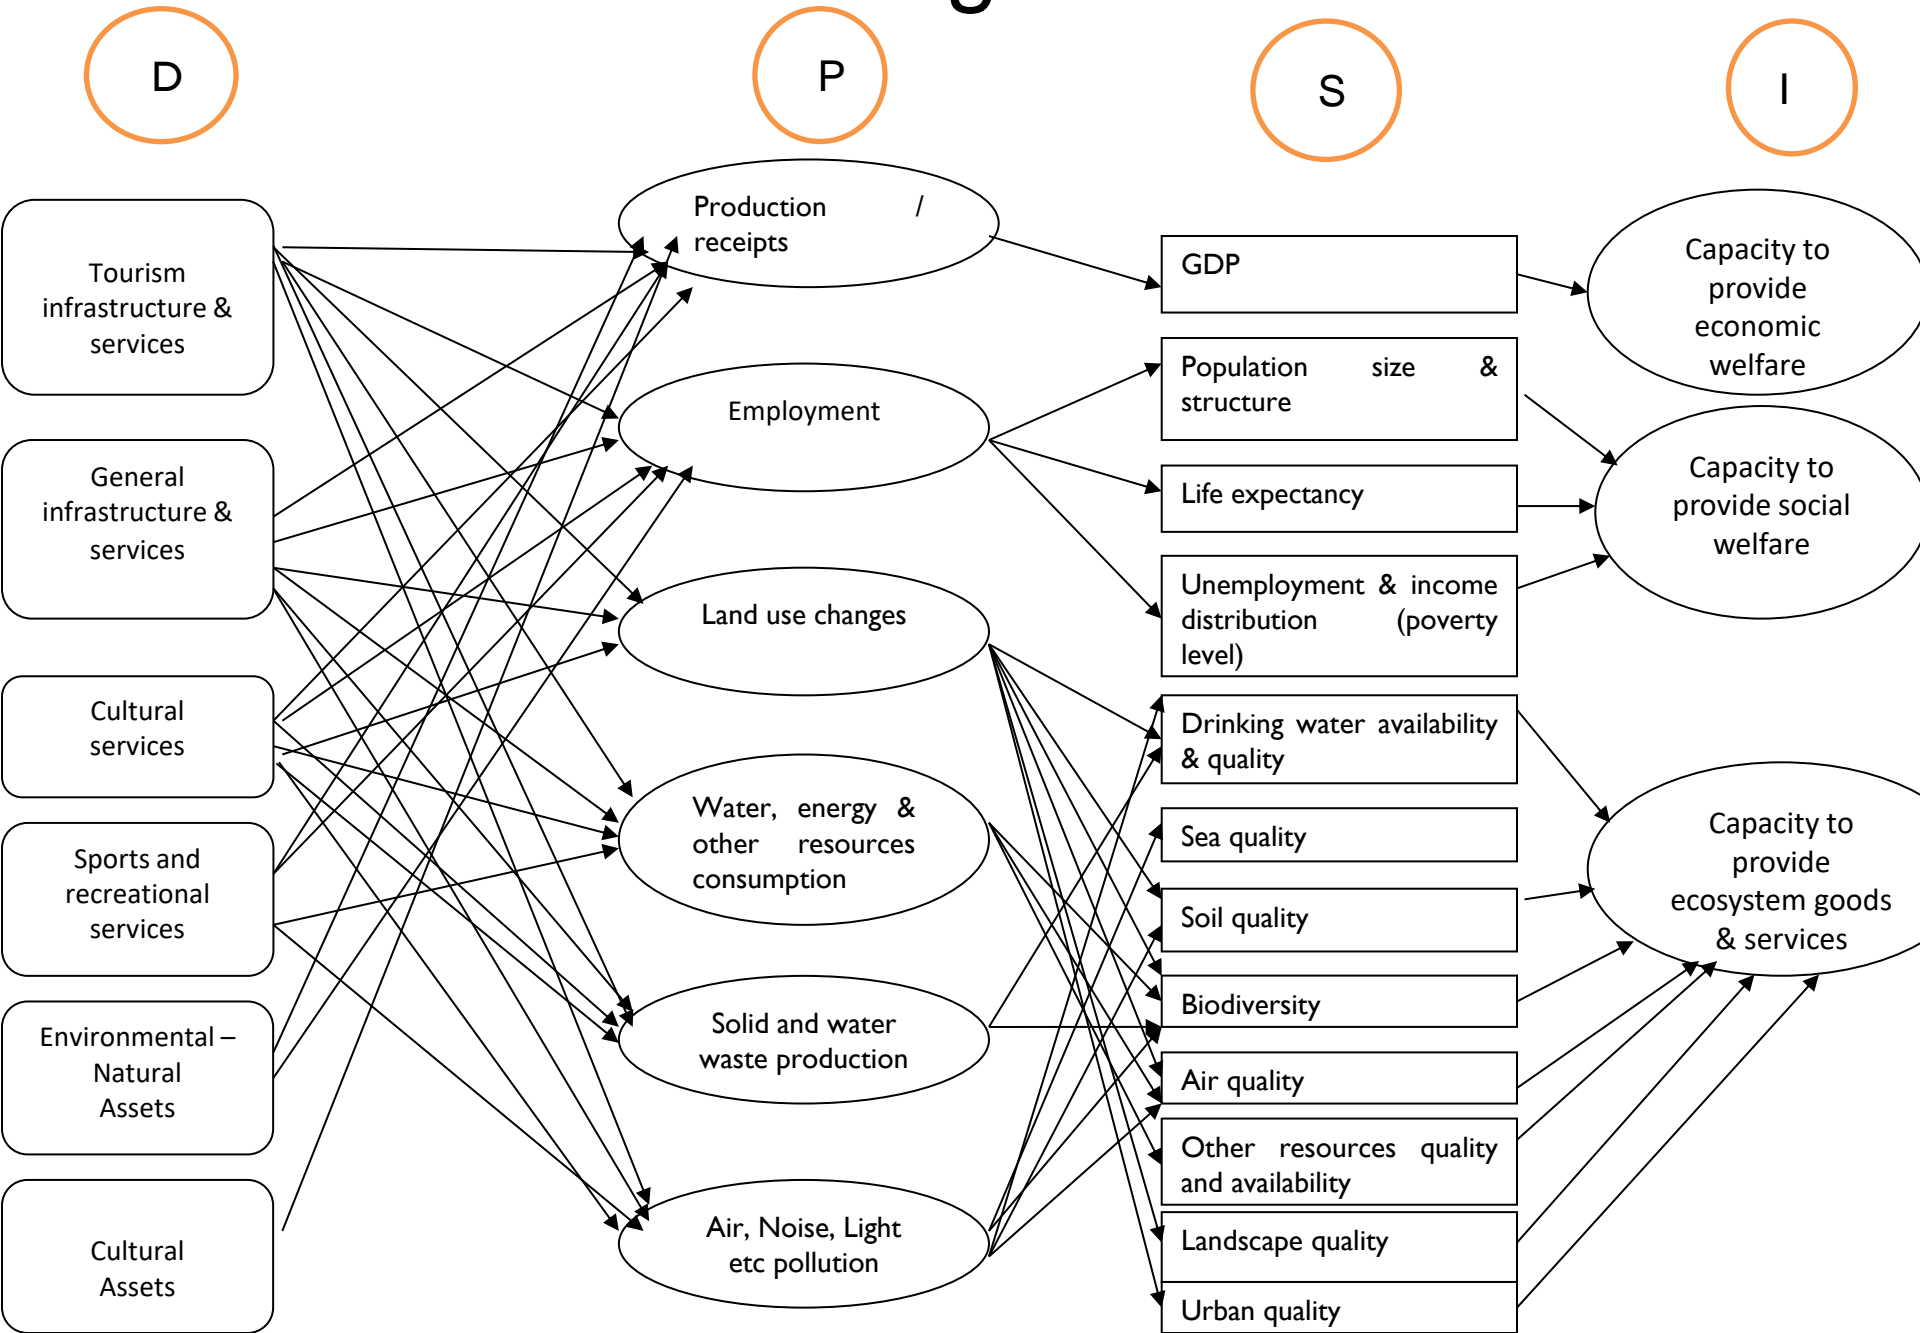 g
D
P
S
I
Tourism
infrastructure &
services
General
infrastructure &
services
Cultural
services
Sports and
recreational
services
Environmental –
Natural
Assets
Cultural
Assets
Production /
receipts
Employment
Land use changes
Water, energy &
other resources
consumption
Solid and water
waste production
Air, Noise, Light
etc pollution
GDP
Population size &
structure
Life expectancy
Unemployment & income
distribution (poverty
level)
Drinking water availability
& quality
Sea quality
Soil quality
Biodiversity
Air quality
Other resources quality
and availability
Landscape quality
Urban quality
Capacity to
provide
economic
welfare
Capacity to
provide social
welfare
Capacity to
provide
ecosystem goods
& services